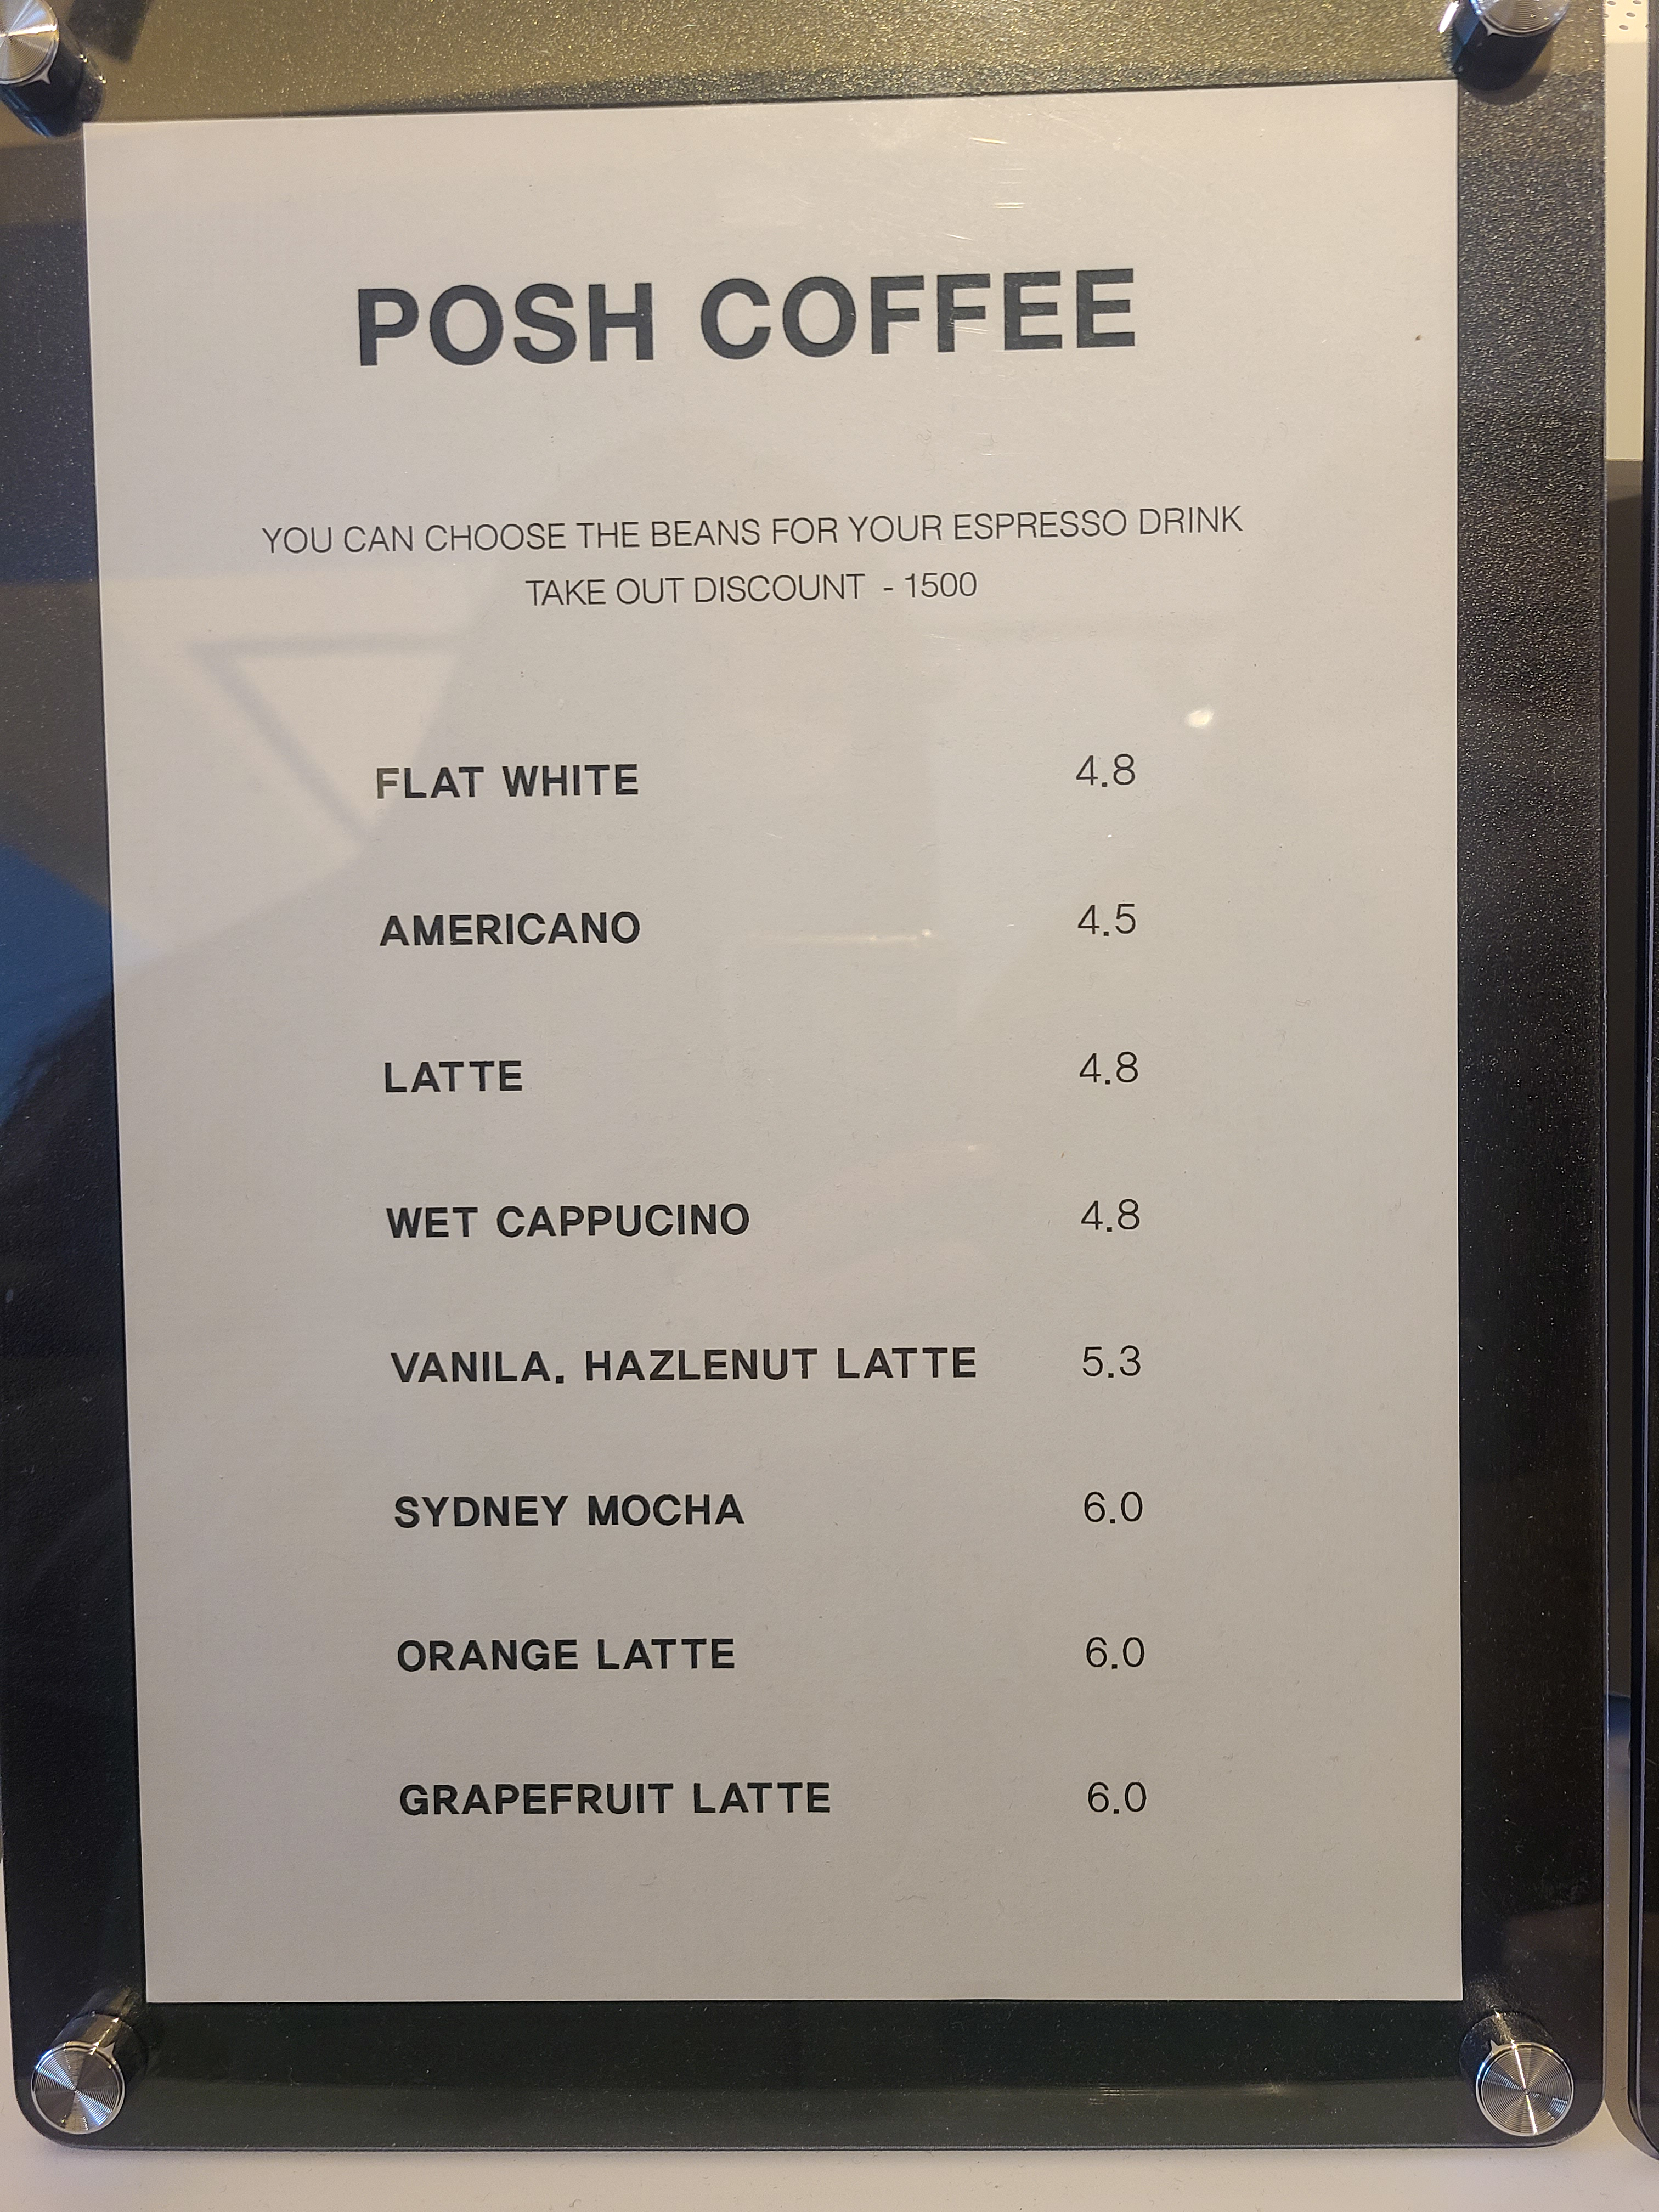 POSH COFFEE
YOU CAN CHOOSE THE BEANS FOR YOUR ESPRESSO DRINK
TAKE OUT DISCOUNT - 1500
FLAT WHITE 4.8
AMERICANO 4.5
LATTE 4.8
WET CAPPUCINO 4.8
VANILA. HAZLENUT LATTE 5.3
SYDNEY MOCHA 6.0
ORANGE LATTE 6.0
GRAPEFRUIT LATTE 6.0